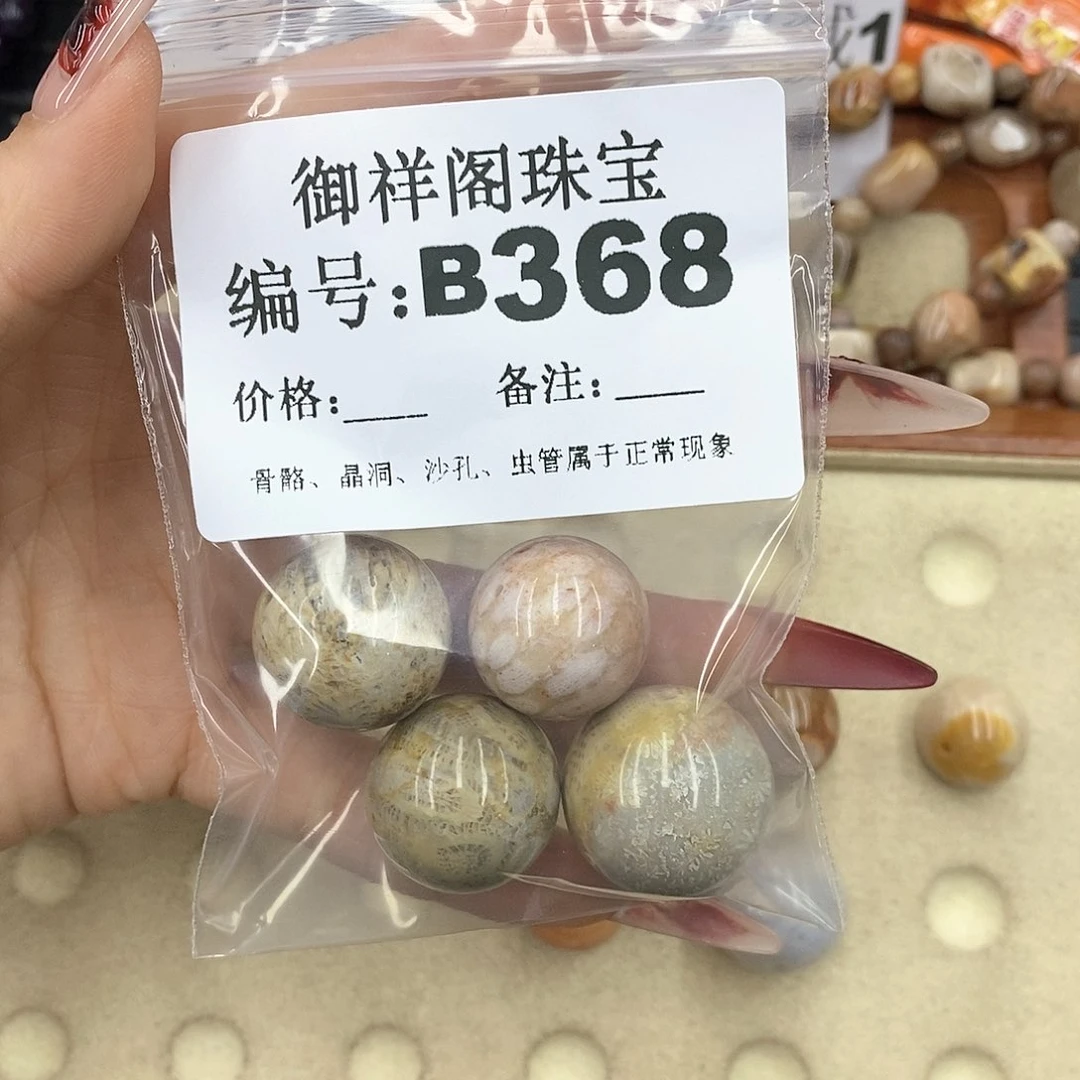 御祥阁珠宝
编号:B368
价格:____ 备注:____
骨骼、晶洞、沙孔、虫管属于正常现象
1